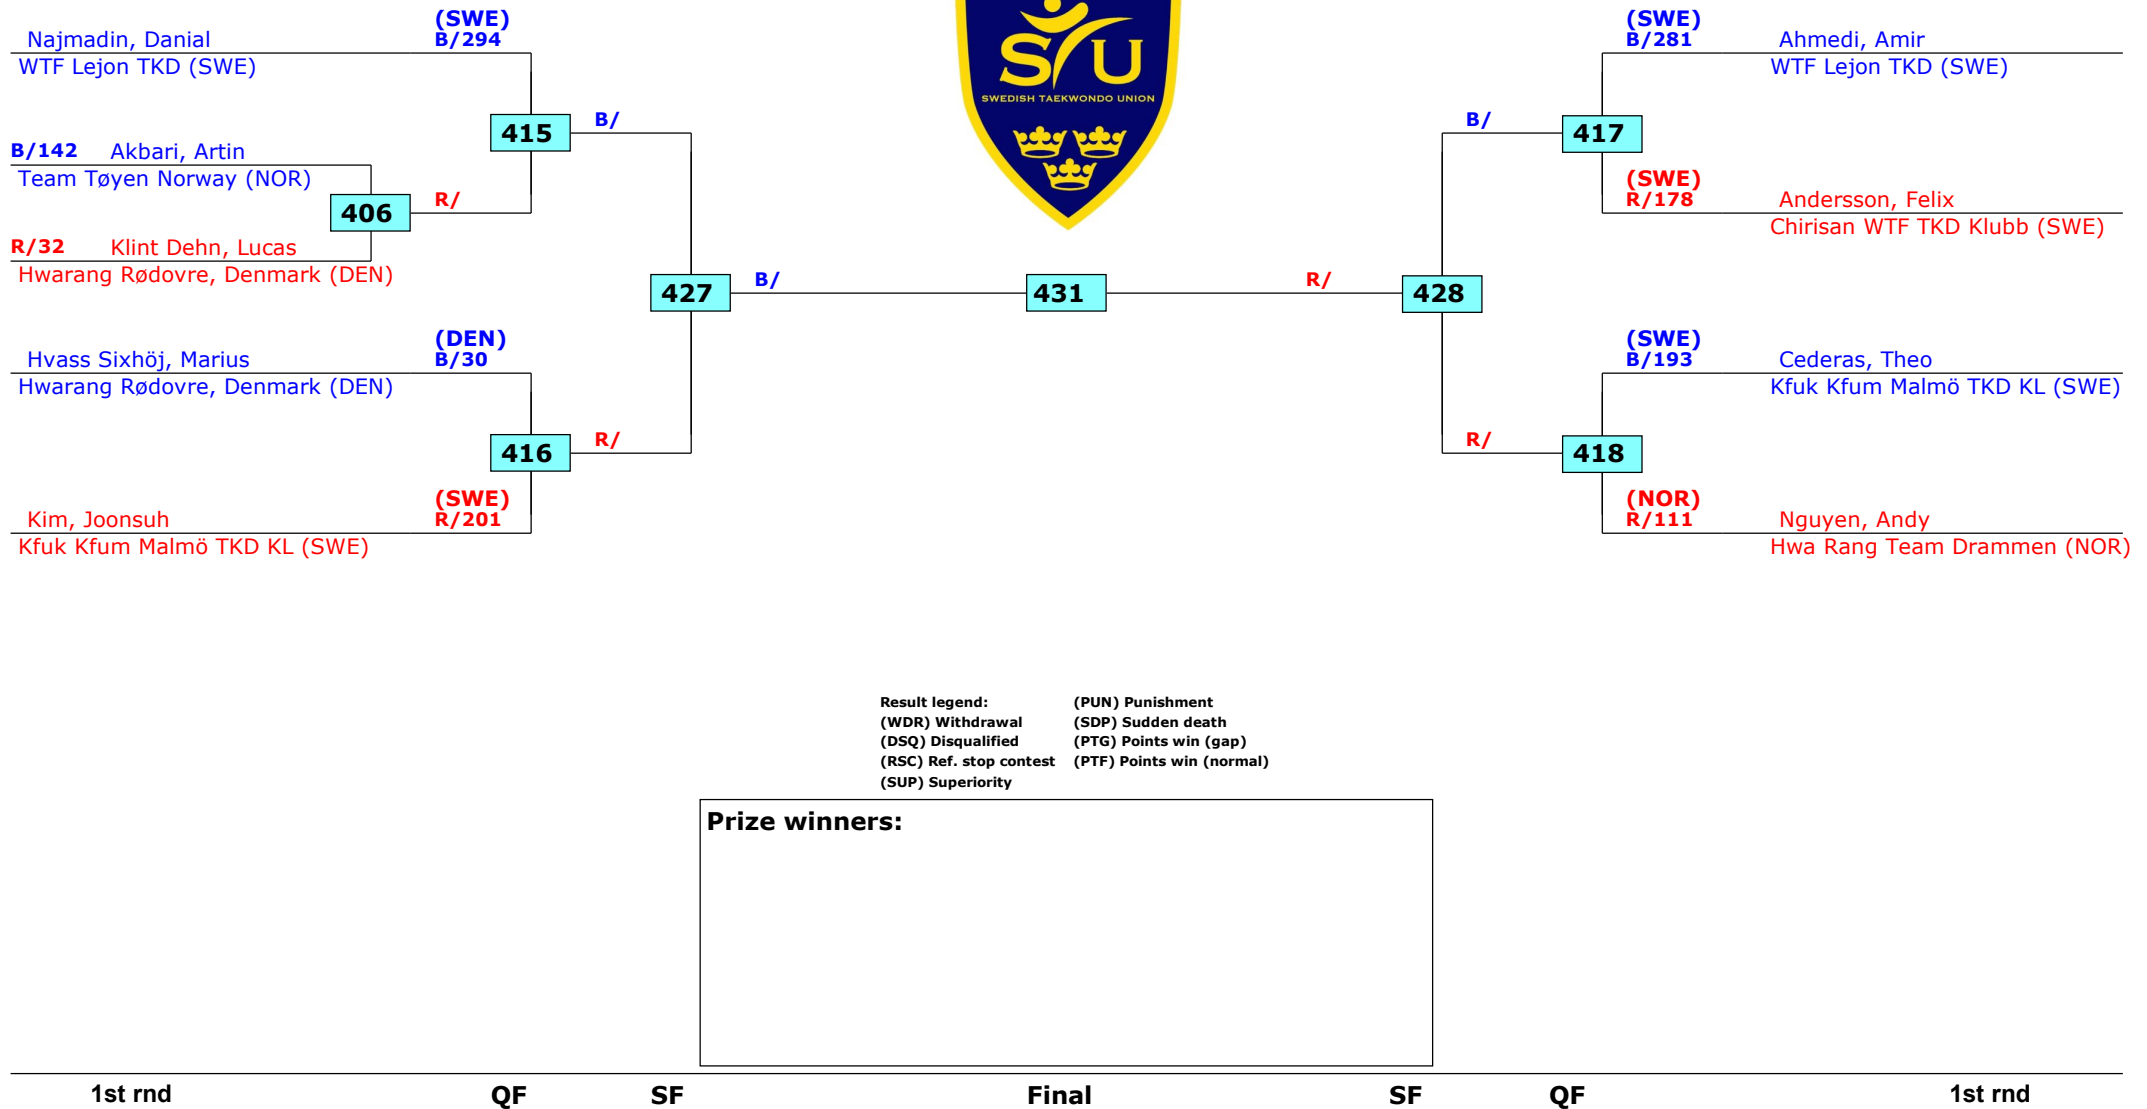 (SWE)
Najmadin, Danial B/294
WTF Lejon TKD (SWE)
415
B/
B/142 Akbari, Artin
Team Tøyen Norway (NOR)
406
R/
R/32 Klint Dehn, Lucas
Hwarang Rødovre, Denmark (DEN)
427
B/
(DEN)
Hvass Sixhöj, Marius B/30
Hwarang Rødovre, Denmark (DEN)
416
R/
(SWE)
Kim, Joonsuh R/201
Kfuk Kfum Malmö TKD KL (SWE)
STU
SWEDISH TAEKWONDO UNION
431
(SWE)
B/281 Ahmedi, Amir
WTF Lejon TKD (SWE)
B/
417
(SWE)
R/178 Andersson, Felix
Chirisan WTF TKD Klubb (SWE)
R/
428
(SWE)
B/193 Cederas, Theo
Kfuk Kfum Malmö TKD KL (SWE)
R/
418
(NOR)
R/111 Nguyen, Andy
Hwa Rang Team Drammen (NOR)
Result legend: (PUN) Punishment
(WDR) Withdrawal (SDP) Sudden death
(DSQ) Disqualified (PTG) Points win (gap)
(RSC) Ref. stop contest (PTF) Points win (normal)
(SUP) Superiority
Prize winners:
1st rnd QF SF Final SF QF 1st rnd